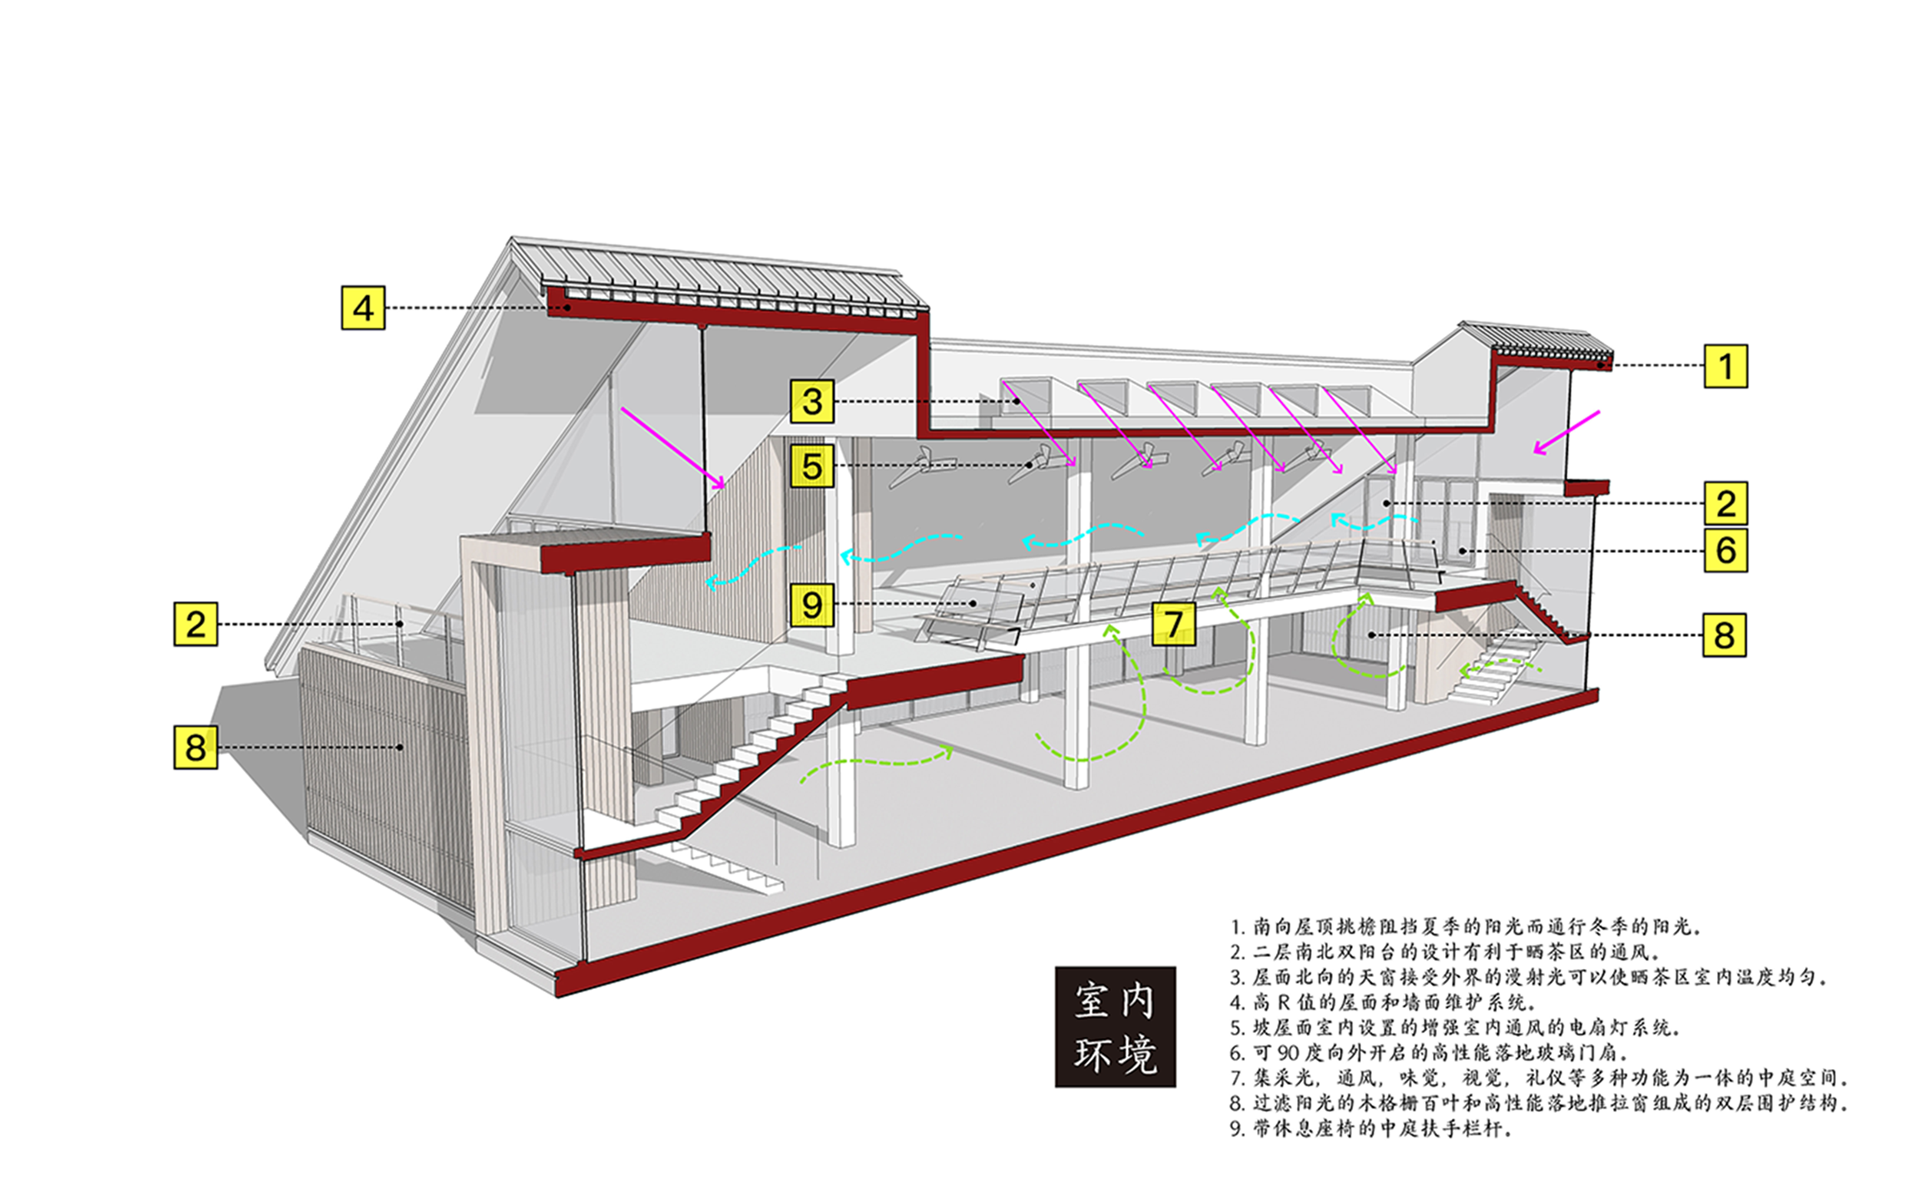 4
1
3
5
2
6
9
7
2
8
8
室内
环境
1. 南向屋顶挑檐阻挡夏季的阳光而通行冬季的阳光。
2. 二层南北双阳台的设计有利于晒茶区的通风。
3. 屋面北向的天窗接受外界的漫射光可以使晒茶区室内温度均匀。
4. 高 R 值的屋面和墙面维护系统。
5. 坡屋面室内设置的增强室内通风的电扇灯系统。
6. 可 90 度向外开启的高性能落地玻璃门扇。
7. 集采光，通风，味觉，视觉，礼仪等多种功能为一体的中庭空间。
8. 过滤阳光的木格栅百叶和高性能落地推拉窗组成的双层围护结构。
9. 带休息座椅的中庭扶手栏杆。